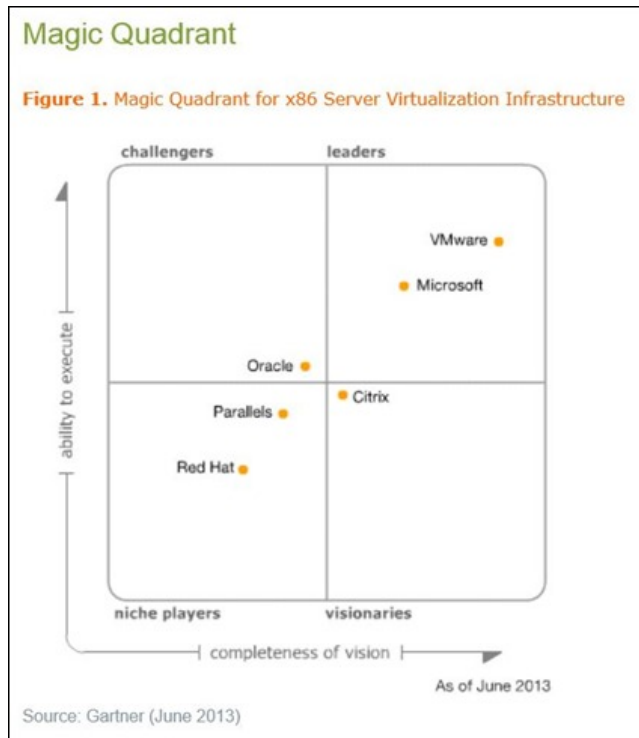 Magic Quadrant
Figure 1. Magic Quadrant for x86 Server Virtualization Infrastructure
challengers
leaders
VMware
Microsoft
Oracle
Citrix
Parallels
Red Hat
ability to execute
niche players
visionaries
completeness of vision
As of June 2013
Source: Gartner (June 2013)